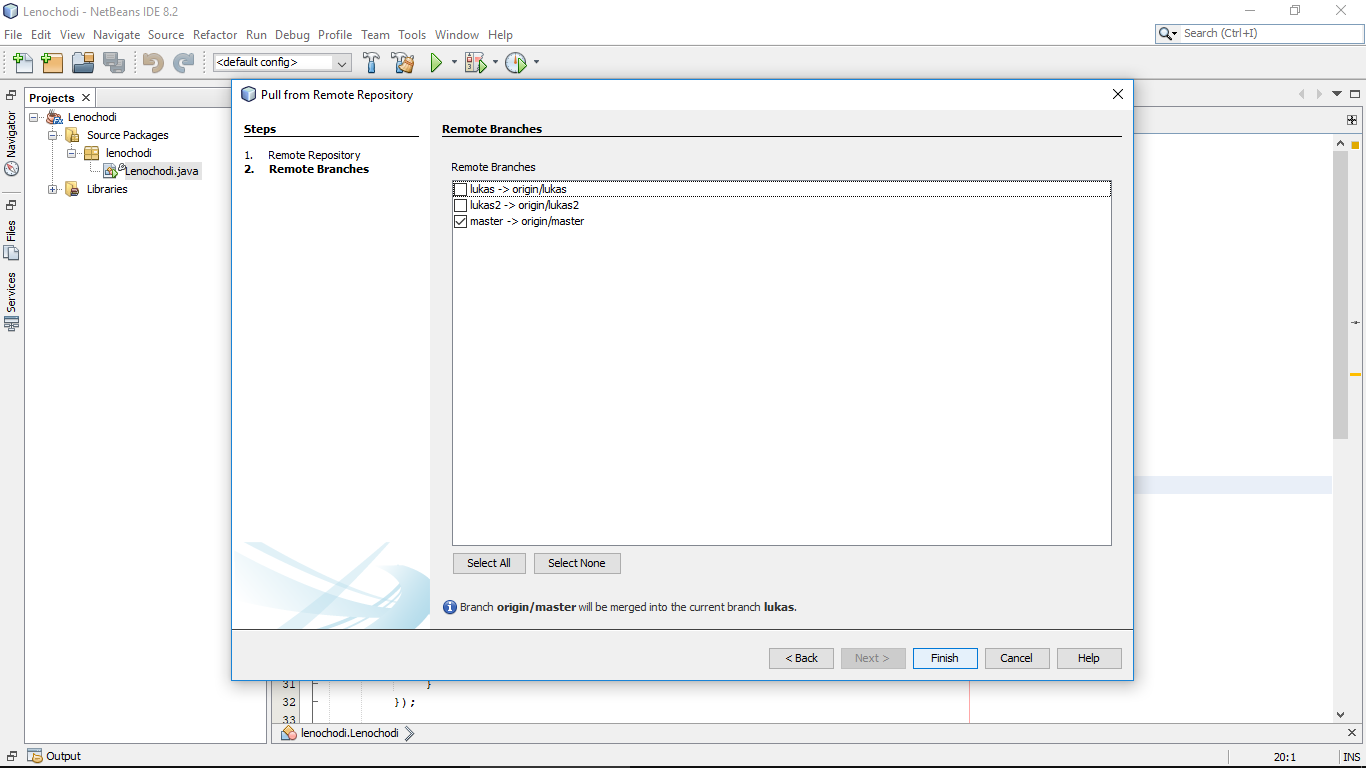 Lenochodi - NetBeans IDE 8.2
File Edit View Navigate Source Refactor Run Debug Profile Team Tools Window Help
Search (Ctrl+I)
<default config>
Projects
Navigator
Files
Services
Lenochodi
Source Packages
lenochodi
Lenochodi.java
Libraries
Pull from Remote Repository
Steps
1. Remote Repository
2. Remote Branches
Remote Branches
Remote Branches
lukas -> origin/lukas
lukas2 -> origin/lukas2
master -> origin/master
Select All Select None
Branch origin/master will be merged into the current branch lukas.
< Back Next > Finish Cancel Help
31 }
32 });
33
lenochodi.Lenochodi
Output
20:1 INS